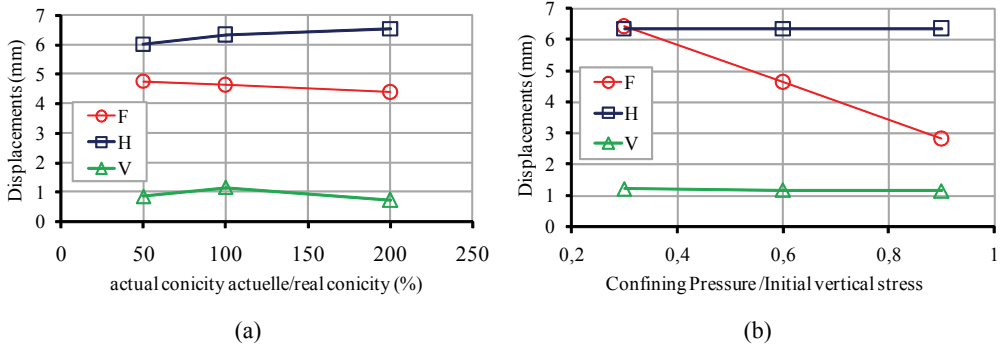 7
6
5
4
3
2
1
0
Displacements (mm)
F
H
V
0
50
100
150
200
250
actual conicity actuelle/real conicity (%)
(a)
7
6
5
4
3
2
1
0
Displacements (mm)
F
H
V
0,2
0,4
0,6
0,8
1
Confining Pressure /Initial vertical stress
(b)